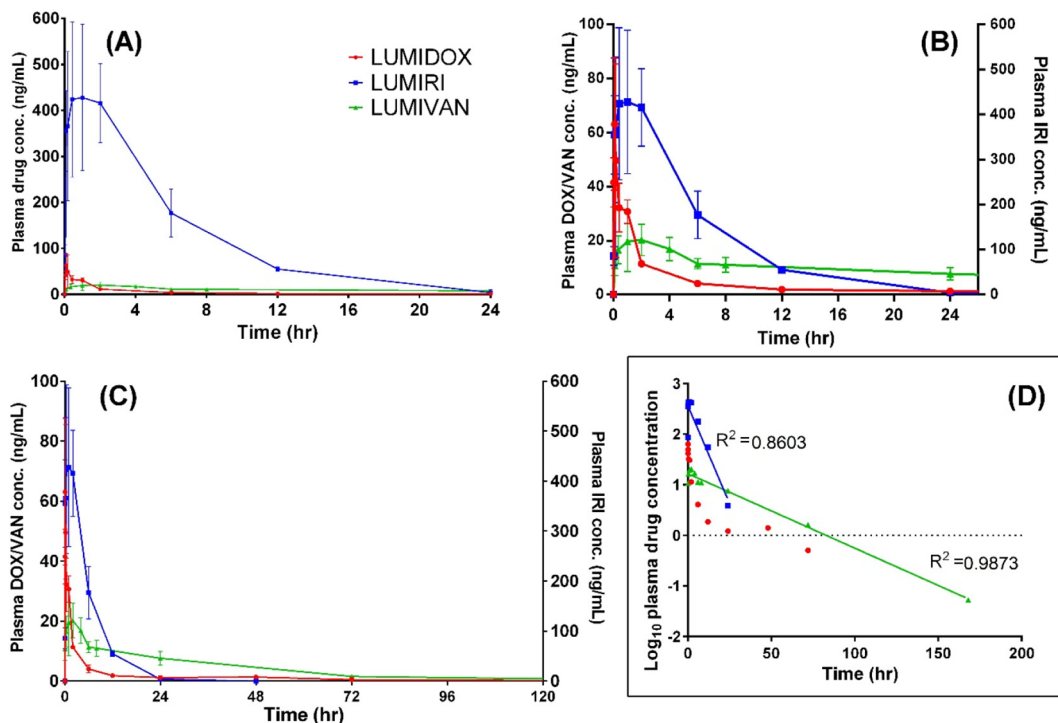 (A)
LUMIDOX
LUMIRI
LUMIVAN
Plasma drug conc. (ng/mL)
600
500
400
300
200
100
0
0 4 8 12 16 20 24
Time (hr)
(B)
Plasma DOX/VAN conc. (ng/mL)
100
80
60
40
20
0
Plasma IRI conc. (ng/mL)
600
500
400
300
200
100
0
0 4 8 12 16 20 24
Time (hr)
(C)
Plasma DOX/VAN conc. (ng/mL)
100
80
60
40
20
0
Plasma IRI conc. (ng/mL)
600
500
400
300
200
100
0
0 24 48 72 96 120
Time (hr)
(D)
Log₁₀ plasma drug concentration
3
2
1
0
-1
-2
R² = 0.8603
R² = 0.9873
0 50 100 150 200
Time (hr)